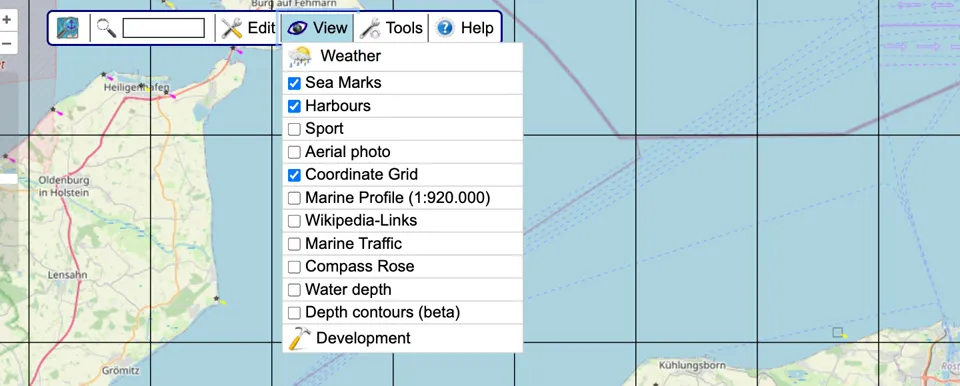 Burg auf Fehmarn
Edit View Tools Help
Weather
Sea Marks
Harbours
Sport
Aerial photo
Coordinate Grid
Marine Profile (1:920.000)
Wikipedia-Links
Marine Traffic
Compass Rose
Water depth
Depth contours (beta)
Development
Heiligenhafen
Oldenburg
in Holstein
Lensahn
Grömitz
Kühlungsborn